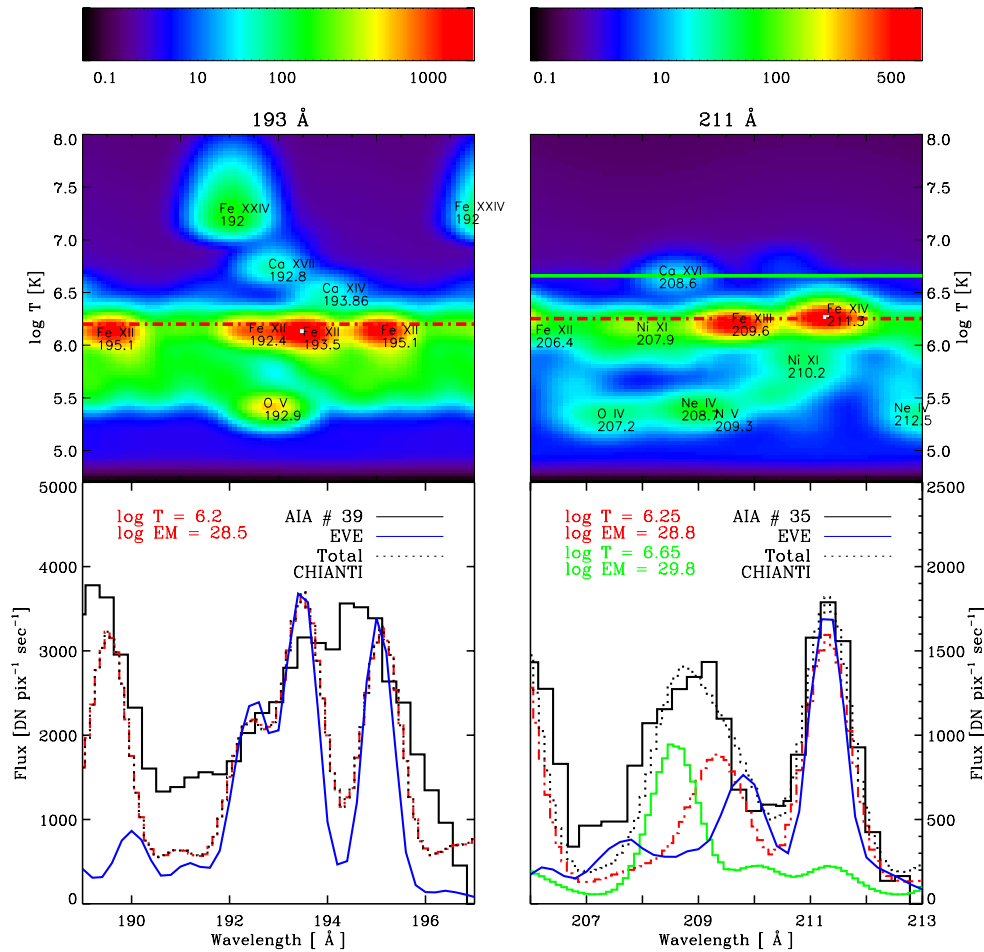 0.1 10 100 1000
0.1 10 100 500
193 Å
211 Å
8.0
7.5
7.0
6.5
6.0
5.5
5.0
log T [K]
Fe XXIV
192
Fe XXIV
192
Ca XVII
192.8
Ca XIV
193.86
Fe XII
195.1
Fe XII
192.4
Fe XII
193.5
Fe XII
195.1
O V
192.9
Ca XVI
208.6
Fe XII
206.4
Ni XI
207.9
Fe XIII
209.6
Fe XIV
211.3
Ni XI
210.2
O IV
207.2
Ne IV
208.7
N V
209.3
Ne IV
212.5
8.0
7.5
7.0
6.5
6.0
5.5
5.0
log T [K]
5000
4000
3000
2000
1000
0
Flux [DN pix⁻¹ sec⁻¹]
log T = 6.2
log EM = 28.5
AIA # 39
EVE
Total
CHIANTI
190 192 194 196
Wavelength [ Å]
log T = 6.25
log EM = 28.8
log T = 6.65
log EM = 29.8
AIA # 35
EVE
Total
CHIANTI
2500
2000
1500
1000
500
0
Flux [DN pix⁻¹ sec⁻¹]
207 209 211 213
Wavelength [ Å]